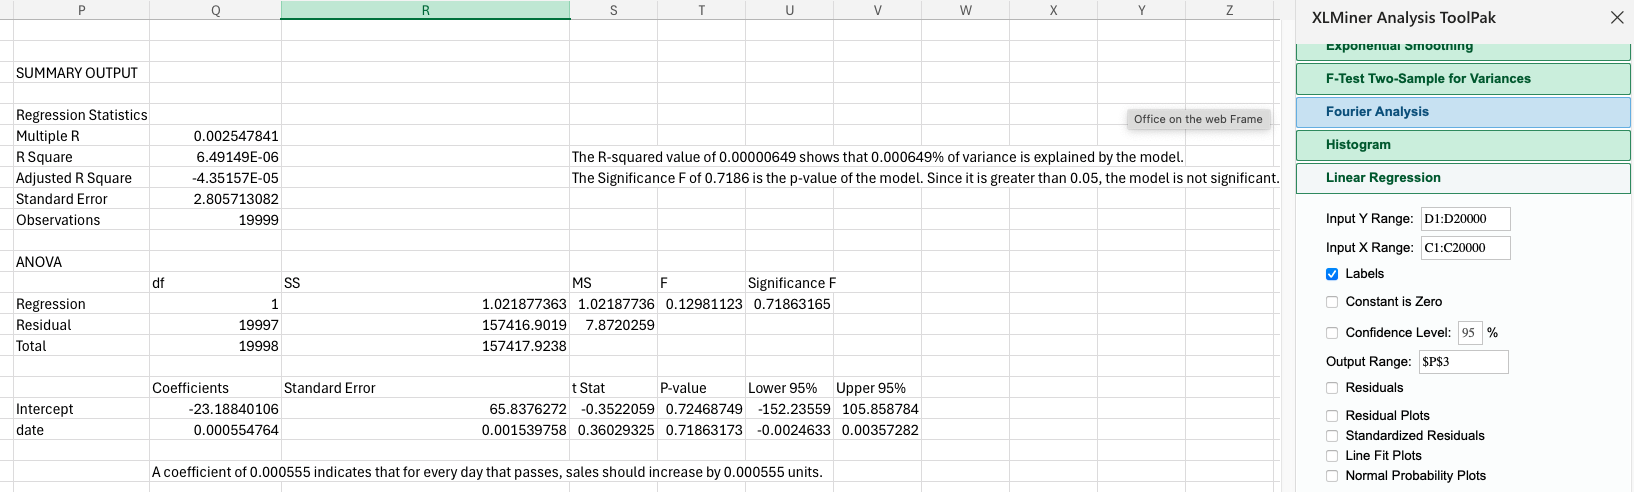 P Q R S T U V W X Y Z
XLMiner Analysis ToolPak
Exponential Smoothing
SUMMARY OUTPUT
F-Test Two-Sample for Variances
Regression Statistics
Office on the web Frame
Fourier Analysis
Multiple R 0.002547841
Histogram
R Square 6.49149E-06 The R-squared value of 0.00000649 shows that 0.000649% of variance is explained by the model.
Adjusted R Square -4.35157E-05 The Significance F of 0.7186 is the p-value of the model. Since it is greater than 0.05, the model is not significant.
Linear Regression
Standard Error 2.805713082
Observations 19999
Input Y Range: D1:D20000
Input X Range: C1:C20000
ANOVA
Labels
df SS MS F Significance F
Regression 1 1.021877363 1.02187736 0.12981123 0.71863165
Constant is Zero
Residual 19997 157416.9019 7.8720259
Confidence Level: 95 %
Total 19998 157417.9238
Output Range: $P$3
Coefficients Standard Error t Stat P-value Lower 95% Upper 95%
Residuals
Intercept -23.18840106 65.8376272 -0.3522059 0.72468749 -152.23559 105.858784
Residual Plots
date 0.000554764 0.001539758 0.36029325 0.71863173 -0.0024633 0.00357282
Standardized Residuals
Line Fit Plots
A coefficient of 0.000555 indicates that for every day that passes, sales should increase by 0.000555 units.
Normal Probability Plots